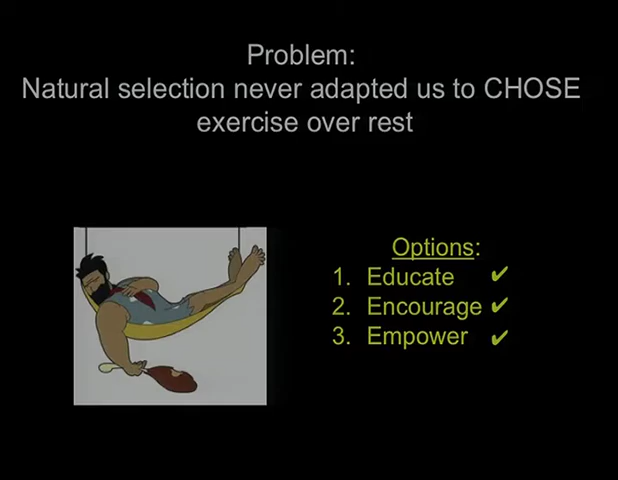 Problem:
Natural selection never adapted us to CHOSE
exercise over rest
Options:
1. Educate ✔
2. Encourage ✔
3. Empower ✔